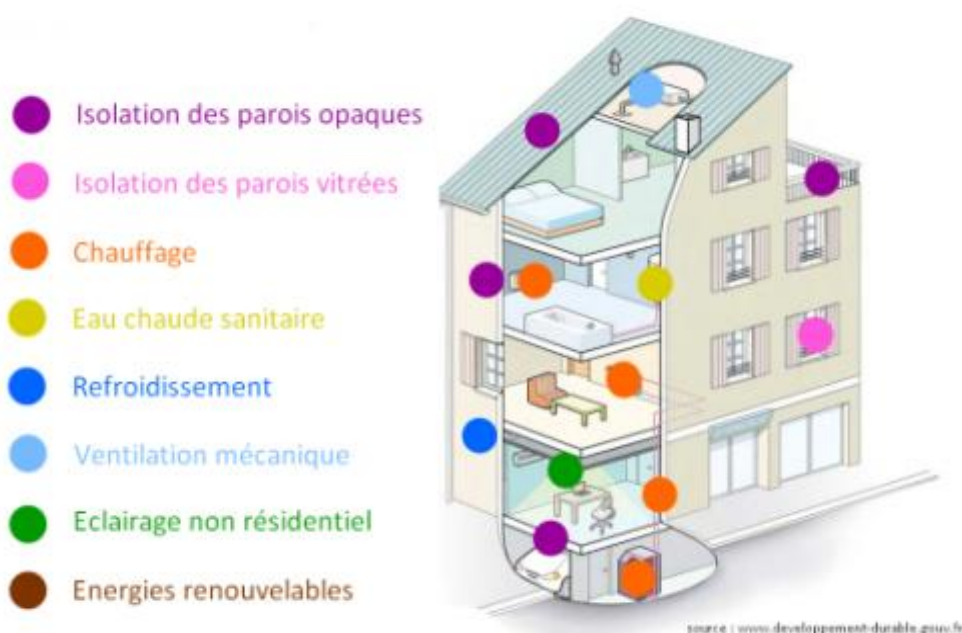 Isolation des parois opaques
Isolation des parois vitrées
Chauffage
Eau chaude sanitaire
Refroidissement
Ventilation mécanique
Eclairage non résidentiel
Energies renouvelables
source : www.developpement-durable.gouv.fr